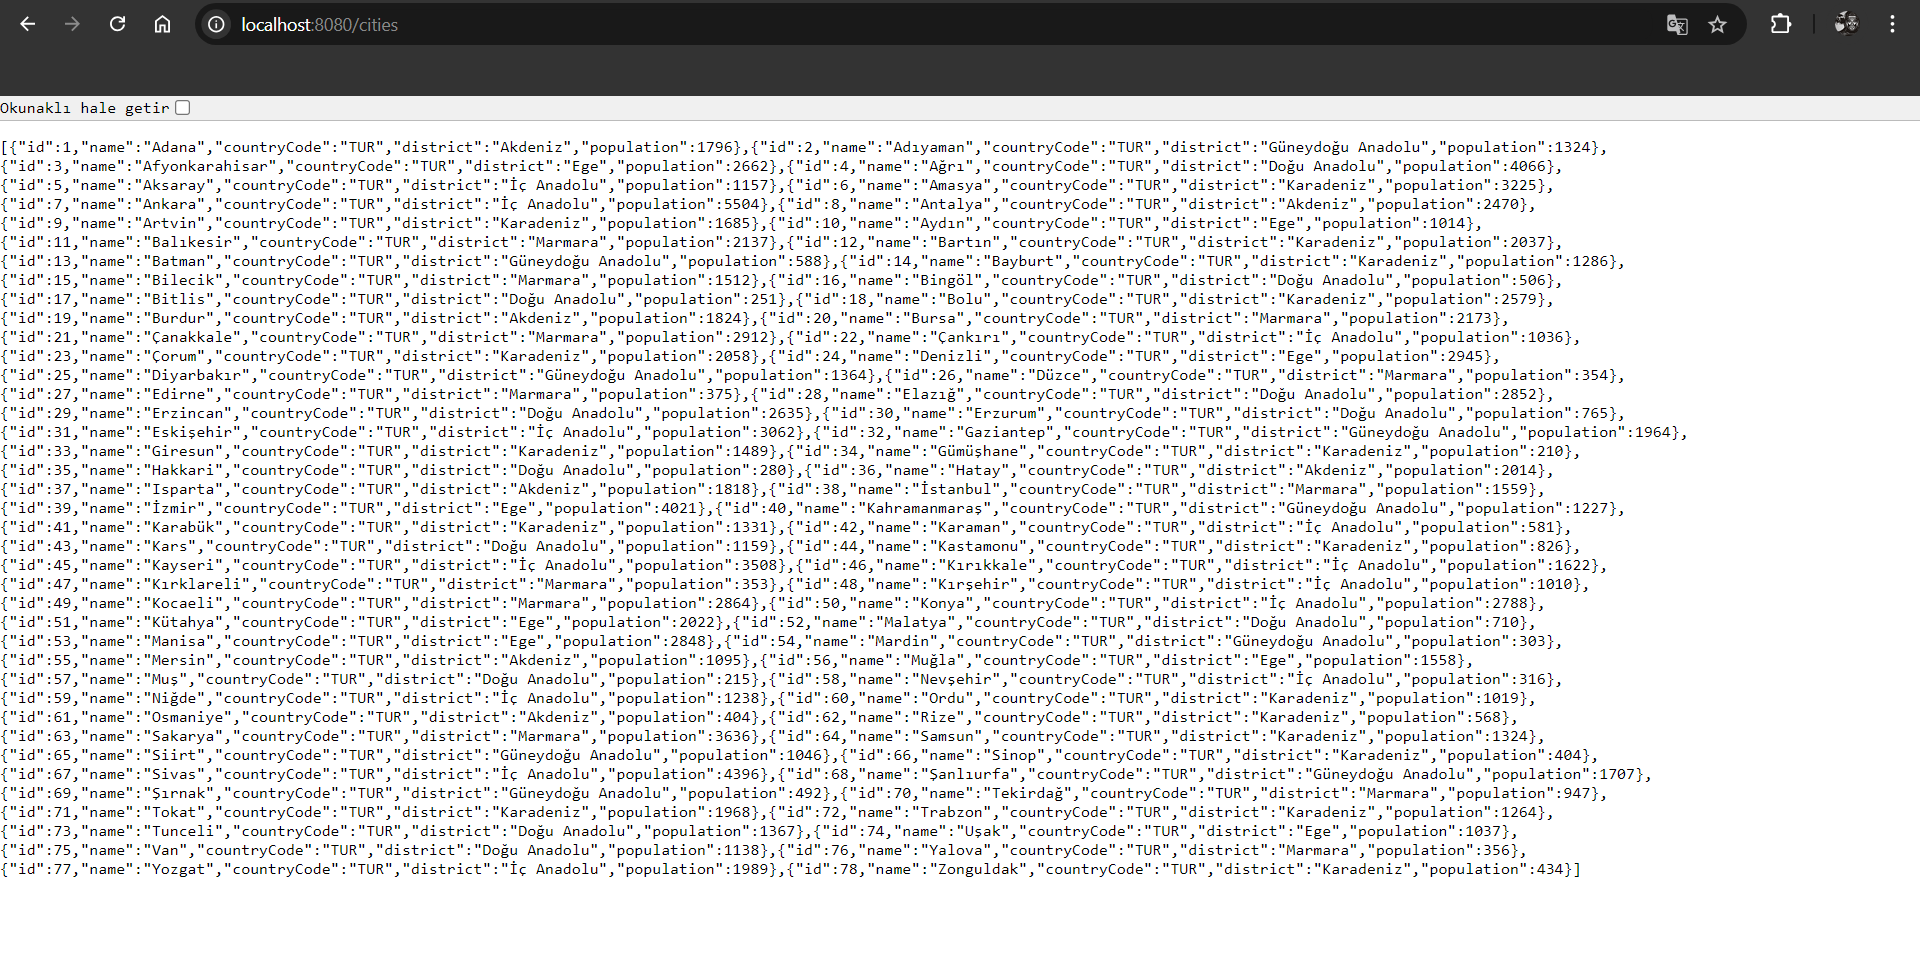 localhost:8080/cities
Okunaklı hale getir
[{"id":1,"name":"Adana","countryCode":"TUR","district":"Akdeniz","population":1796},{"id":2,"name":"Adıyaman","countryCode":"TUR","district":"Güneydoğu Anadolu","population":1324},
{"id":3,"name":"Afyonkarahisar","countryCode":"TUR","district":"Ege","population":2662},{"id":4,"name":"Ağrı","countryCode":"TUR","district":"Doğu Anadolu","population":4066},
{"id":5,"name":"Aksaray","countryCode":"TUR","district":"İç Anadolu","population":1157},{"id":6,"name":"Amasya","countryCode":"TUR","district":"Karadeniz","population":3225},
{"id":7,"name":"Ankara","countryCode":"TUR","district":"İç Anadolu","population":5504},{"id":8,"name":"Antalya","countryCode":"TUR","district":"Akdeniz","population":2470},
{"id":9,"name":"Artvin","countryCode":"TUR","district":"Karadeniz","population":1685},{"id":10,"name":"Aydın","countryCode":"TUR","district":"Ege","population":1014},
{"id":11,"name":"Balıkesir","countryCode":"TUR","district":"Marmara","population":2137},{"id":12,"name":"Bartın","countryCode":"TUR","district":"Karadeniz","population":2037},
{"id":13,"name":"Batman","countryCode":"TUR","district":"Güneydoğu Anadolu","population":588},{"id":14,"name":"Bayburt","countryCode":"TUR","district":"Karadeniz","population":1286},
{"id":15,"name":"Bilecik","countryCode":"TUR","district":"Marmara","population":1512},{"id":16,"name":"Bingöl","countryCode":"TUR","district":"Doğu Anadolu","population":506},
{"id":17,"name":"Bitlis","countryCode":"TUR","district":"Doğu Anadolu","population":251},{"id":18,"name":"Bolu","countryCode":"TUR","district":"Karadeniz","population":2579},
{"id":19,"name":"Burdur","countryCode":"TUR","district":"Akdeniz","population":1824},{"id":20,"name":"Bursa","countryCode":"TUR","district":"Marmara","population":2173},
{"id":21,"name":"Çanakkale","countryCode":"TUR","district":"Marmara","population":2912},{"id":22,"name":"Çankırı","countryCode":"TUR","district":"İç Anadolu","population":1036},
{"id":23,"name":"Çorum","countryCode":"TUR","district":"Karadeniz","population":2058},{"id":24,"name":"Denizli","countryCode":"TUR","district":"Ege","population":2945},
{"id":25,"name":"Diyarbakır","countryCode":"TUR","district":"Güneydoğu Anadolu","population":1364},{"id":26,"name":"Düzce","countryCode":"TUR","district":"Marmara","population":354},
{"id":27,"name":"Edirne","countryCode":"TUR","district":"Marmara","population":375},{"id":28,"name":"Elazığ","countryCode":"TUR","district":"Doğu Anadolu","population":2852},
{"id":29,"name":"Erzincan","countryCode":"TUR","district":"Doğu Anadolu","population":2635},{"id":30,"name":"Erzurum","countryCode":"TUR","district":"Doğu Anadolu","population":765},
{"id":31,"name":"Eskişehir","countryCode":"TUR","district":"İç Anadolu","population":3062},{"id":32,"name":"Gaziantep","countryCode":"TUR","district":"Güneydoğu Anadolu","population":1964},
{"id":33,"name":"Giresun","countryCode":"TUR","district":"Karadeniz","population":1489},{"id":34,"name":"Gümüşhane","countryCode":"TUR","district":"Karadeniz","population":210},
{"id":35,"name":"Hakkari","countryCode":"TUR","district":"Doğu Anadolu","population":280},{"id":36,"name":"Hatay","countryCode":"TUR","district":"Akdeniz","population":2014},
{"id":37,"name":"Isparta","countryCode":"TUR","district":"Akdeniz","population":1818},{"id":38,"name":"İstanbul","countryCode":"TUR","district":"Marmara","population":1559},
{"id":39,"name":"İzmir","countryCode":"TUR","district":"Ege","population":4021},{"id":40,"name":"Kahramanmaraş","countryCode":"TUR","district":"Güneydoğu Anadolu","population":1227},
{"id":41,"name":"Karabük","countryCode":"TUR","district":"Karadeniz","population":1331},{"id":42,"name":"Karaman","countryCode":"TUR","district":"İç Anadolu","population":581},
{"id":43,"name":"Kars","countryCode":"TUR","district":"Doğu Anadolu","population":1159},{"id":44,"name":"Kastamonu","countryCode":"TUR","district":"Karadeniz","population":826},
{"id":45,"name":"Kayseri","countryCode":"TUR","district":"İç Anadolu","population":3508},{"id":46,"name":"Kırıkkale","countryCode":"TUR","district":"İç Anadolu","population":1622},
{"id":47,"name":"Kırklareli","countryCode":"TUR","district":"Marmara","population":353},{"id":48,"name":"Kırşehir","countryCode":"TUR","district":"İç Anadolu","population":1010},
{"id":49,"name":"Kocaeli","countryCode":"TUR","district":"Marmara","population":2864},{"id":50,"name":"Konya","countryCode":"TUR","district":"İç Anadolu","population":2788},
{"id":51,"name":"Kütahya","countryCode":"TUR","district":"Ege","population":2022},{"id":52,"name":"Malatya","countryCode":"TUR","district":"Doğu Anadolu","population":710},
{"id":53,"name":"Manisa","countryCode":"TUR","district":"Ege","population":2848},{"id":54,"name":"Mardin","countryCode":"TUR","district":"Güneydoğu Anadolu","population":303},
{"id":55,"name":"Mersin","countryCode":"TUR","district":"Akdeniz","population":1095},{"id":56,"name":"Muğla","countryCode":"TUR","district":"Ege","population":1558},
{"id":57,"name":"Muş","countryCode":"TUR","district":"Doğu Anadolu","population":215},{"id":58,"name":"Nevşehir","countryCode":"TUR","district":"İç Anadolu","population":316},
{"id":59,"name":"Niğde","countryCode":"TUR","district":"İç Anadolu","population":1238},{"id":60,"name":"Ordu","countryCode":"TUR","district":"Karadeniz","population":1019},
{"id":61,"name":"Osmaniye","countryCode":"TUR","district":"Akdeniz","population":404},{"id":62,"name":"Rize","countryCode":"TUR","district":"Karadeniz","population":568},
{"id":63,"name":"Sakarya","countryCode":"TUR","district":"Marmara","population":3636},{"id":64,"name":"Samsun","countryCode":"TUR","district":"Karadeniz","population":1324},
{"id":65,"name":"Siirt","countryCode":"TUR","district":"Güneydoğu Anadolu","population":1046},{"id":66,"name":"Sinop","countryCode":"TUR","district":"Karadeniz","population":404},
{"id":67,"name":"Sivas","countryCode":"TUR","district":"İç Anadolu","population":4396},{"id":68,"name":"Şanlıurfa","countryCode":"TUR","district":"Güneydoğu Anadolu","population":1707},
{"id":69,"name":"Şırnak","countryCode":"TUR","district":"Güneydoğu Anadolu","population":492},{"id":70,"name":"Tekirdağ","countryCode":"TUR","district":"Marmara","population":947},
{"id":71,"name":"Tokat","countryCode":"TUR","district":"Karadeniz","population":1968},{"id":72,"name":"Trabzon","countryCode":"TUR","district":"Karadeniz","population":1264},
{"id":73,"name":"Tunceli","countryCode":"TUR","district":"Doğu Anadolu","population":1367},{"id":74,"name":"Uşak","countryCode":"TUR","district":"Ege","population":1037},
{"id":75,"name":"Van","countryCode":"TUR","district":"Doğu Anadolu","population":1138},{"id":76,"name":"Yalova","countryCode":"TUR","district":"Marmara","population":356},
{"id":77,"name":"Yozgat","countryCode":"TUR","district":"İç Anadolu","population":1989},{"id":78,"name":"Zonguldak","countryCode":"TUR","district":"Karadeniz","population":434}]